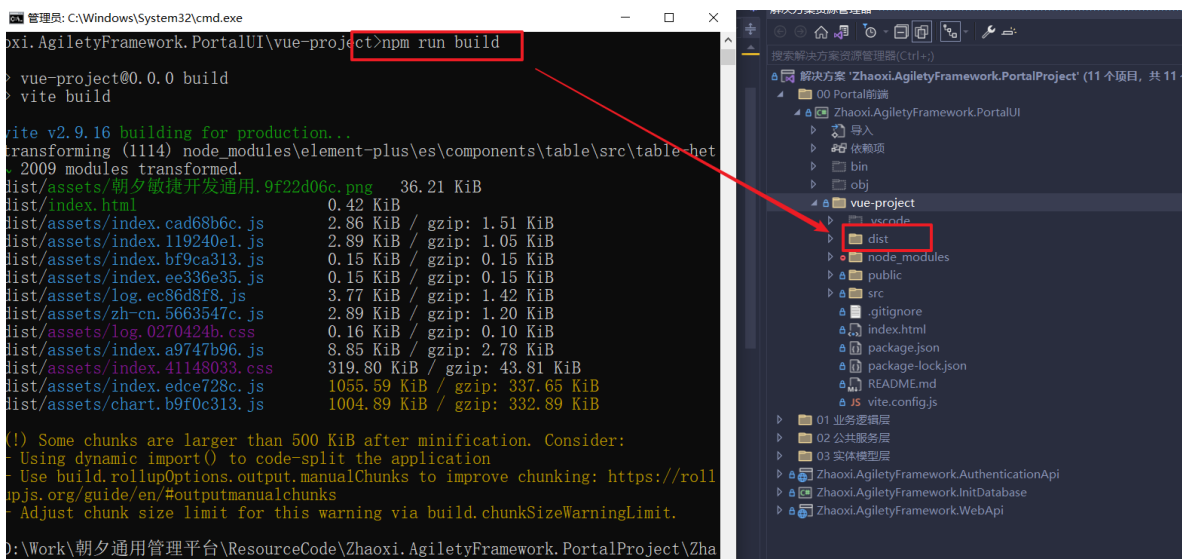 管理员: C:\Windows\System32\cmd.exe
oxi.AgiletyFramework.PortalUI\vue-project>npm run build
> vue-project@0.0.0 build
> vite build
vite v2.9.16 building for production...
transforming (1114) node_modules\element-plus\es\components\table\src\table-het
2009 modules transformed.
dist/assets/朝夕敏捷开发通用.9f22d06c.png 36.21 KiB
dist/index.html 0.42 KiB
dist/assets/index.cad68b6c.js 2.86 KiB / gzip: 1.51 KiB
dist/assets/index.119240e1.js 2.89 KiB / gzip: 1.05 KiB
dist/assets/index.bf9ca313.js 0.15 KiB / gzip: 0.15 KiB
dist/assets/index.ee336e35.js 0.15 KiB / gzip: 0.15 KiB
dist/assets/log.ec86d8f8.js 3.77 KiB / gzip: 1.42 KiB
dist/assets/zh-cn.5663547c.js 2.89 KiB / gzip: 1.20 KiB
dist/assets/log.0270424b.css 0.16 KiB / gzip: 0.10 KiB
dist/assets/index.a9747b96.js 8.85 KiB / gzip: 2.78 KiB
dist/assets/index.41148033.css 319.80 KiB / gzip: 43.81 KiB
dist/assets/index.edce728c.js 1055.59 KiB / gzip: 337.65 KiB
dist/assets/chart.b9f0c313.js 1004.89 KiB / gzip: 332.89 KiB
(!) Some chunks are larger than 500 KiB after minification. Consider:
- Using dynamic import() to code-split the application
- Use build.rollupOptions.output.manualChunks to improve chunking: https://roll
upjs.org/guide/en/#outputmanualchunks
- Adjust chunk size limit for this warning via build.chunkSizeWarningLimit.
D:\Work\朝夕通用管理平台\ResourceCode\Zhaoxi.AgiletyFramework.PortalProject\Zha
解决方案资源管理器
搜索解决方案资源管理器(Ctrl+;)
解决方案 'Zhaoxi.AgiletyFramework.PortalProject' (11 个项目, 共 11
00 Portal前端
Zhaoxi.AgiletyFramework.PortalUI
导入
依赖项
bin
obj
vue-project
.vscode
dist
node_modules
public
src
.gitignore
index.html
package.json
package-lock.json
README.md
vite.config.js
01 业务逻辑层
02 公共服务层
03 实体模型层
Zhaoxi.AgiletyFramework.AuthenticationApi
Zhaoxi.AgiletyFramework.InitDatabase
Zhaoxi.AgiletyFramework.WebApi